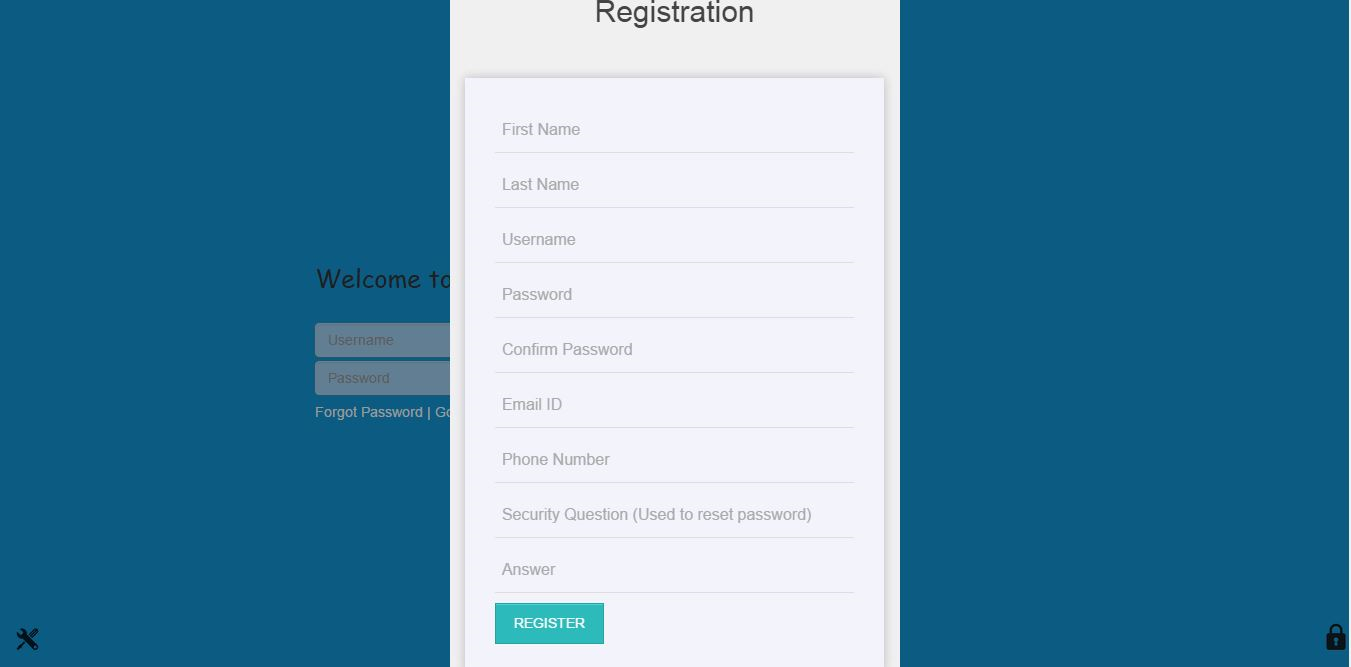 Registration
First Name
Last Name
Username
Password
Confirm Password
Email ID
Phone Number
Security Question (Used to reset password)
Answer
REGISTER
Welcome to
Username
Password
Forgot Password | Go